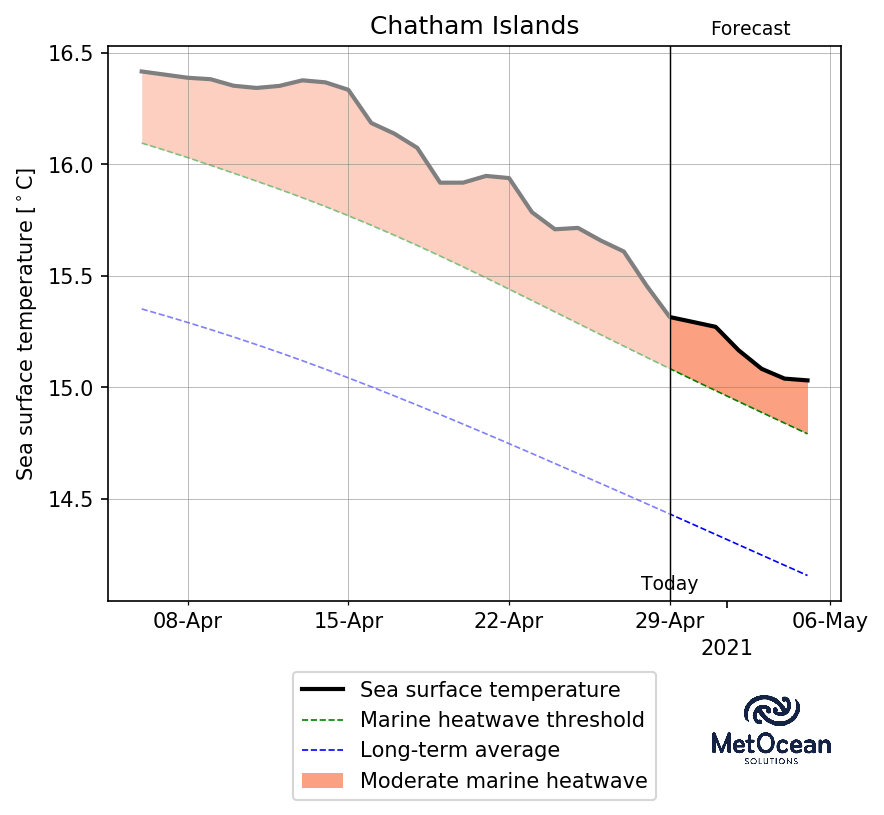 Chatham Islands
Forecast
Sea surface temperature [°C]
16.5
16.0
15.5
15.0
14.5
Today
08-Apr 15-Apr 22-Apr 29-Apr 06-May
2021
Sea surface temperature
Marine heatwave threshold
Long-term average
Moderate marine heatwave
MetOcean
SOLUTIONS